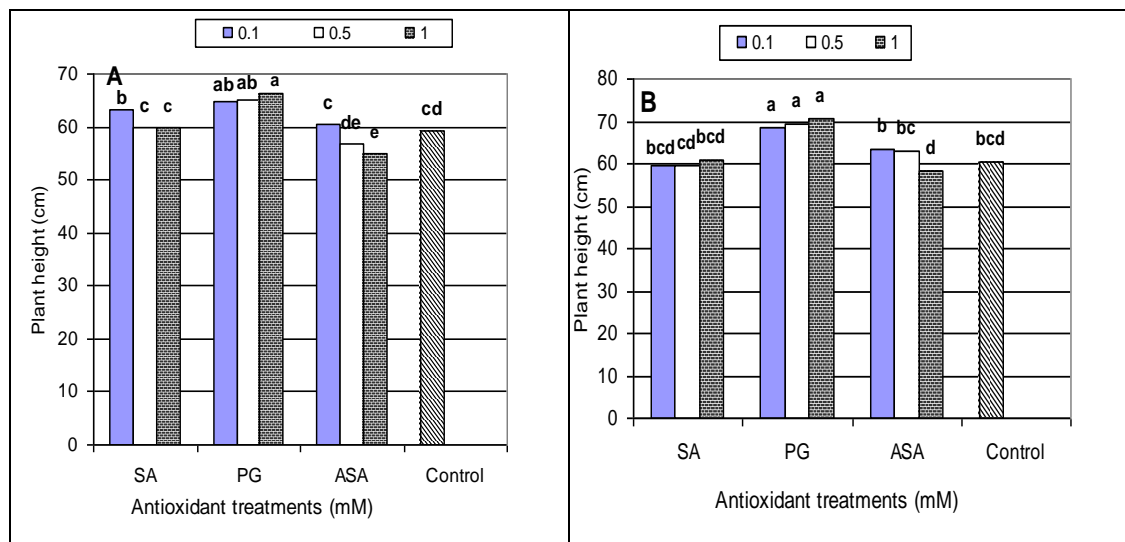 0.1 0.5 1
A
70
60
50
40
30
20
10
0
Plant height (cm)
b c c ab ab a c de e cd
SA PG ASA Control
Antioxidant treatments (mM)
0.1 0.5 1
B
80
70
60
50
40
30
20
10
0
Plant height (cm)
bcd cd bcd a a a b bc d bcd
SA PG ASA Control
Antioxidant treatments (mM)